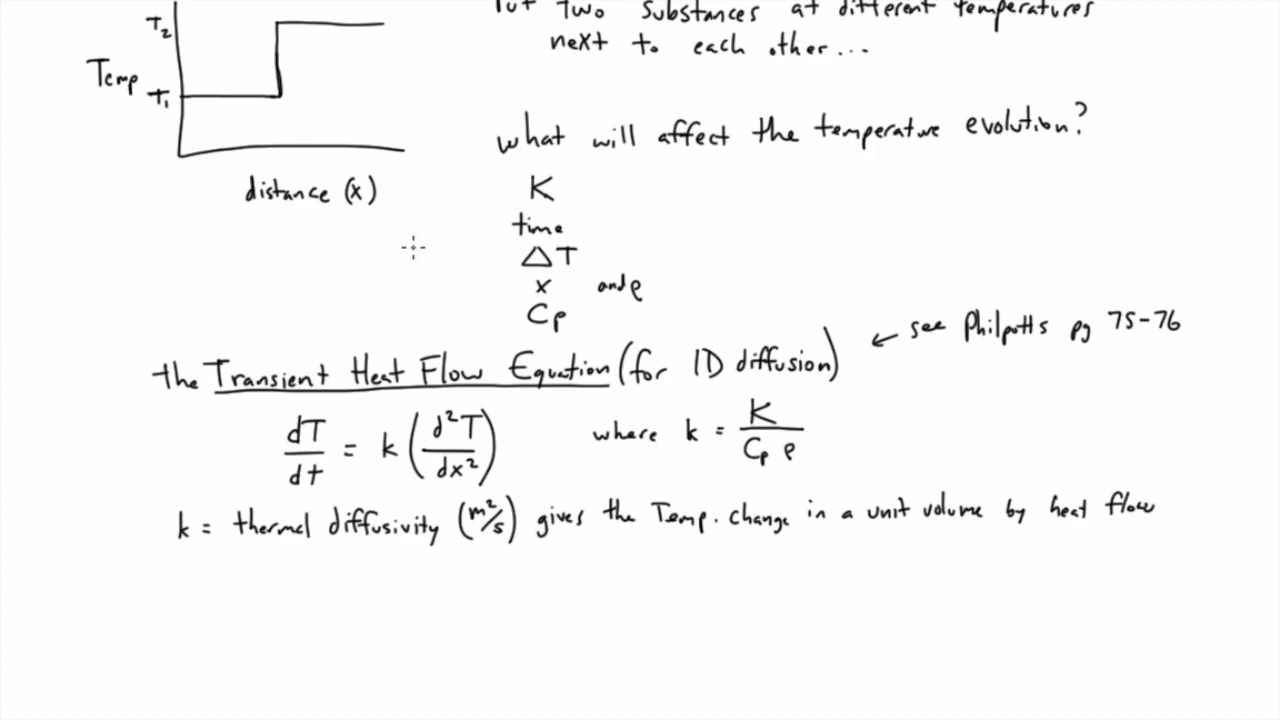 Put two substances at different temperatures
next to each other...
T₂
Temp
T₁
distance (x)
What will affect the temperature evolution?
K
time
△T
x and ρ
Cp
the Transient Heat Flow Equation (for 1D diffusion) ← see Philpotts pg 75-76
dT/dt = k(d²T/dx²) where k = K/Cp ρ
k = thermal diffusivity (m²/s) gives the Temp. change in a unit volume by heat flow